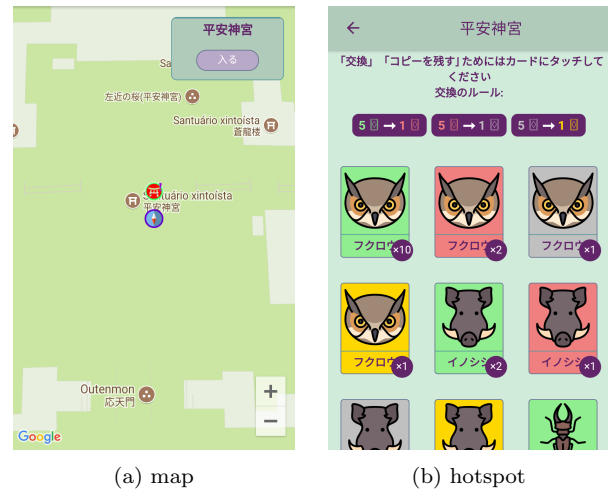 平安神宮
入る
Sa
左近の桜(平安神宮)
Santuário xintoísta
蒼龍楼
Santuário xintoísta
平安神宮
Outenmon
応天門
+
−
Google
(a) map
←
平安神宮
「交換」「コピーを残す」ためにはカードにタッチして
ください
交換のルール:
5 → 1 5 → 1 5 → 1
フクロウ ×10 フクロウ ×2 フクロウ ×1
フクロウ ×1 イノシシ ×2 イノシシ ×1
(b) hotspot